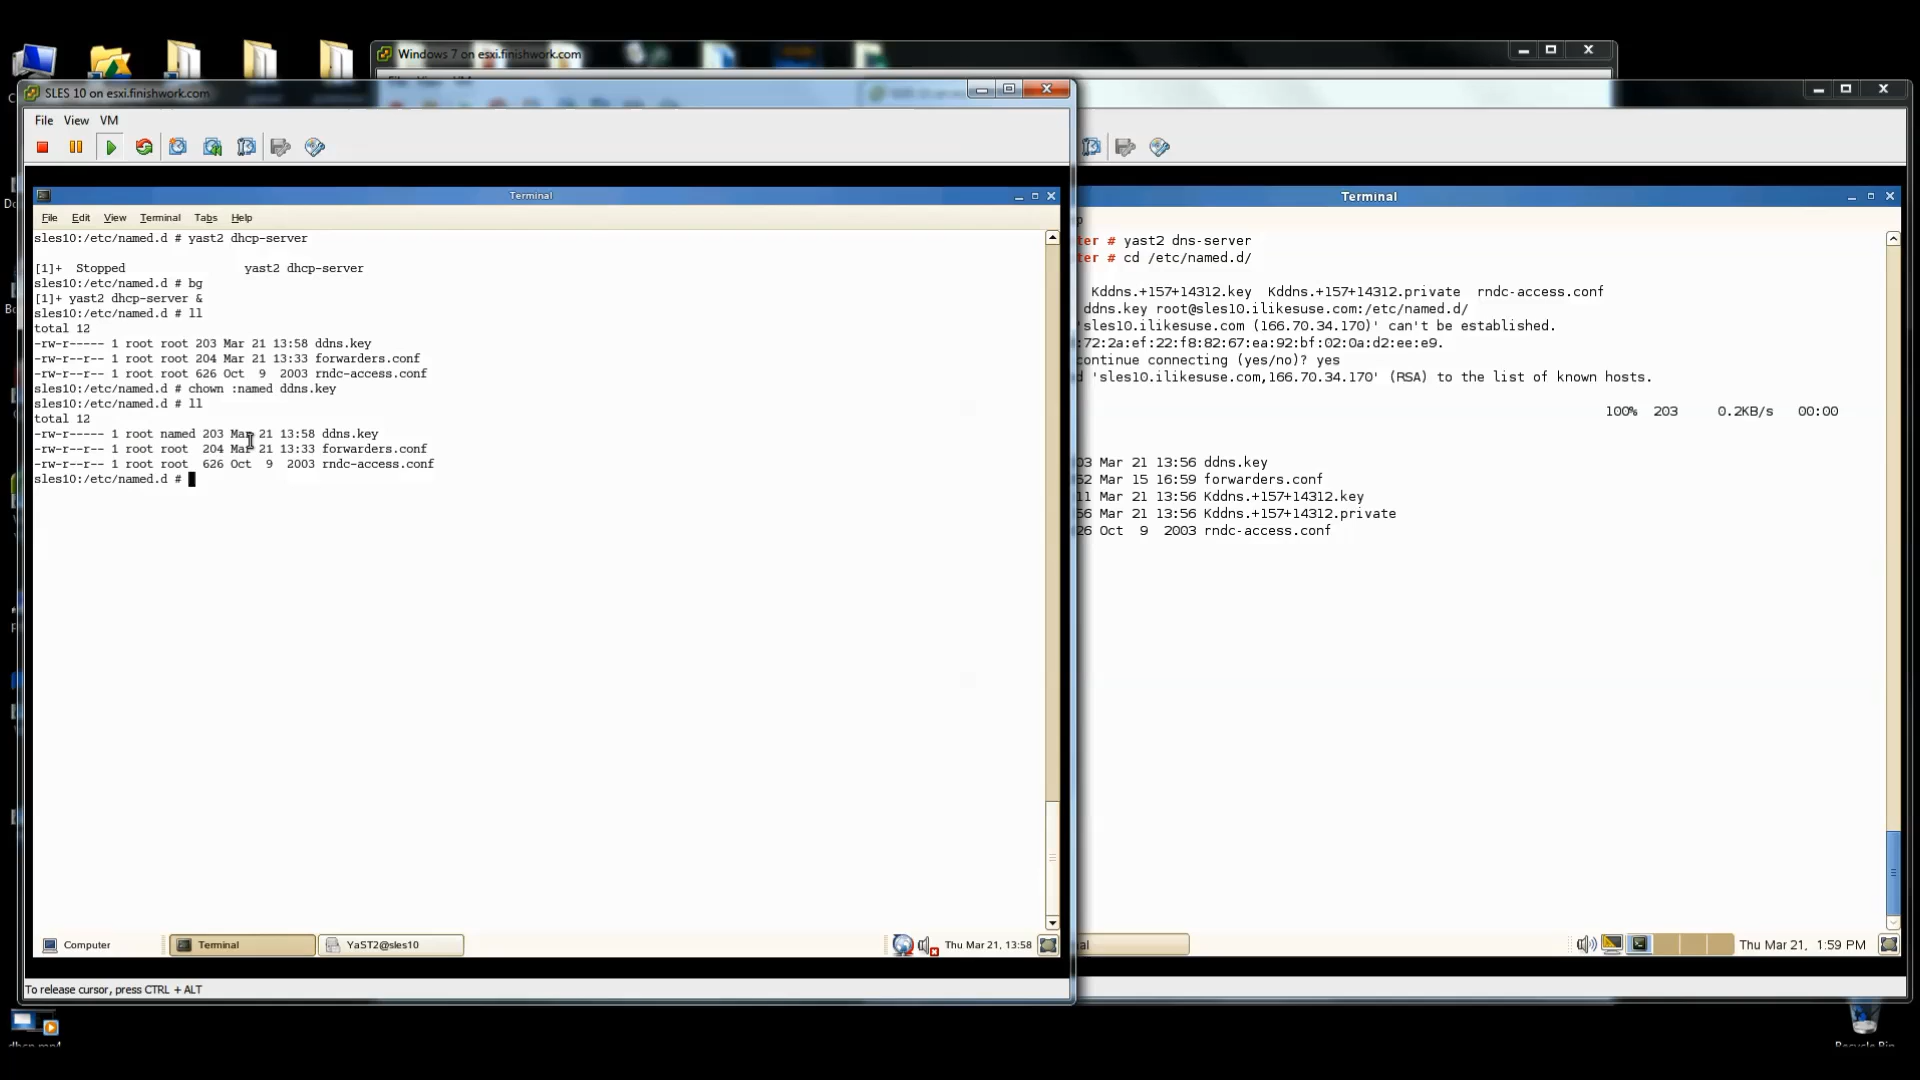 Windows 7 on esxi.finishwork.com
SLES 10 on esxi.finishwork.com
File View VM
Terminal
File Edit View Terminal Tabs Help
sles10:/etc/named.d # yast2 dhcp-server
[1]+ Stopped yast2 dhcp-server
sles10:/etc/named.d # bg
[1]+ yast2 dhcp-server &
sles10:/etc/named.d # ll
total 12
-rw-r----- 1 root root 203 Mar 21 13:58 ddns.key
-rw-r--r-- 1 root root 204 Mar 21 13:33 forwarders.conf
-rw-r--r-- 1 root root 626 Oct 9 2003 rndc-access.conf
sles10:/etc/named.d # chown :named ddns.key
sles10:/etc/named.d # ll
total 12
-rw-r----- 1 root named 203 Mar 21 13:58 ddns.key
-rw-r--r-- 1 root root 204 Mar 21 13:33 forwarders.conf
-rw-r--r-- 1 root root 626 Oct 9 2003 rndc-access.conf
sles10:/etc/named.d #
Computer Terminal YaST2@sles10 Thu Mar 21, 13:58
To release cursor, press CTRL + ALT
Terminal
p
ter # yast2 dns-server
ter # cd /etc/named.d/
Kddns.+157+14312.key Kddns.+157+14312.private rndc-access.conf
ddns.key root@sles10.ilikesuse.com:/etc/named.d/
'sles10.ilikesuse.com (166.70.34.170)' can't be established.
:72:2a:ef:22:f8:82:67:ea:92:bf:02:0a:d2:ee:e9.
continue connecting (yes/no)? yes
d 'sles10.ilikesuse.com,166.70.34.170' (RSA) to the list of known hosts.
100% 203 0.2KB/s 00:00
03 Mar 21 13:56 ddns.key
52 Mar 15 16:59 forwarders.conf
11 Mar 21 13:56 Kddns.+157+14312.key
56 Mar 21 13:56 Kddns.+157+14312.private
26 Oct 9 2003 rndc-access.conf
al Thu Mar 21, 1:59 PM
dhcp.mp4
Recycle Bin